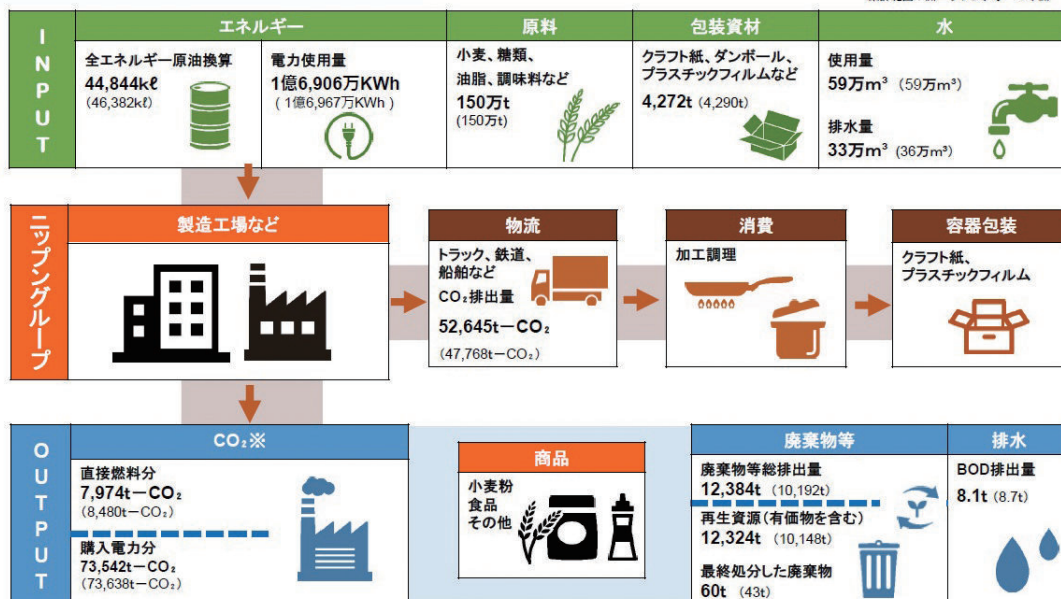 INPUT
エネルギー
全エネルギー原油換算
44,844kℓ
(46,382kℓ)
電力使用量
1億6,906万KWh
(1億6,967万KWh)
原料
小麦、糖類、
油脂、調味料など
150万t
(150万t)
包装資材
クラフト紙、ダンボール、
プラスチックフィルムなど
4,272t (4,290t)
水
使用量
59万m³ (59万m³)
排水量
33万m³ (36万m³)
ニップングループ
製造工場など
物流
トラック、鉄道、
船舶など
CO₂排出量
52,645t－CO₂
(47,768t－CO₂)
消費
加工調理
容器包装
クラフト紙、
プラスチックフィルム
OUTPUT
CO₂※
直接燃料分
7,974t－CO₂
(8,480t－CO₂)
購入電力分
73,542t－CO₂
(73,638t－CO₂)
商品
小麦粉
食品
その他
廃棄物等
廃棄物等総排出量
12,384t (10,192t)
再生資源(有価物を含む)
12,324t (10,148t)
最終処分した廃棄物
60t (43t)
排水
BOD排出量
8.1t (8.7t)